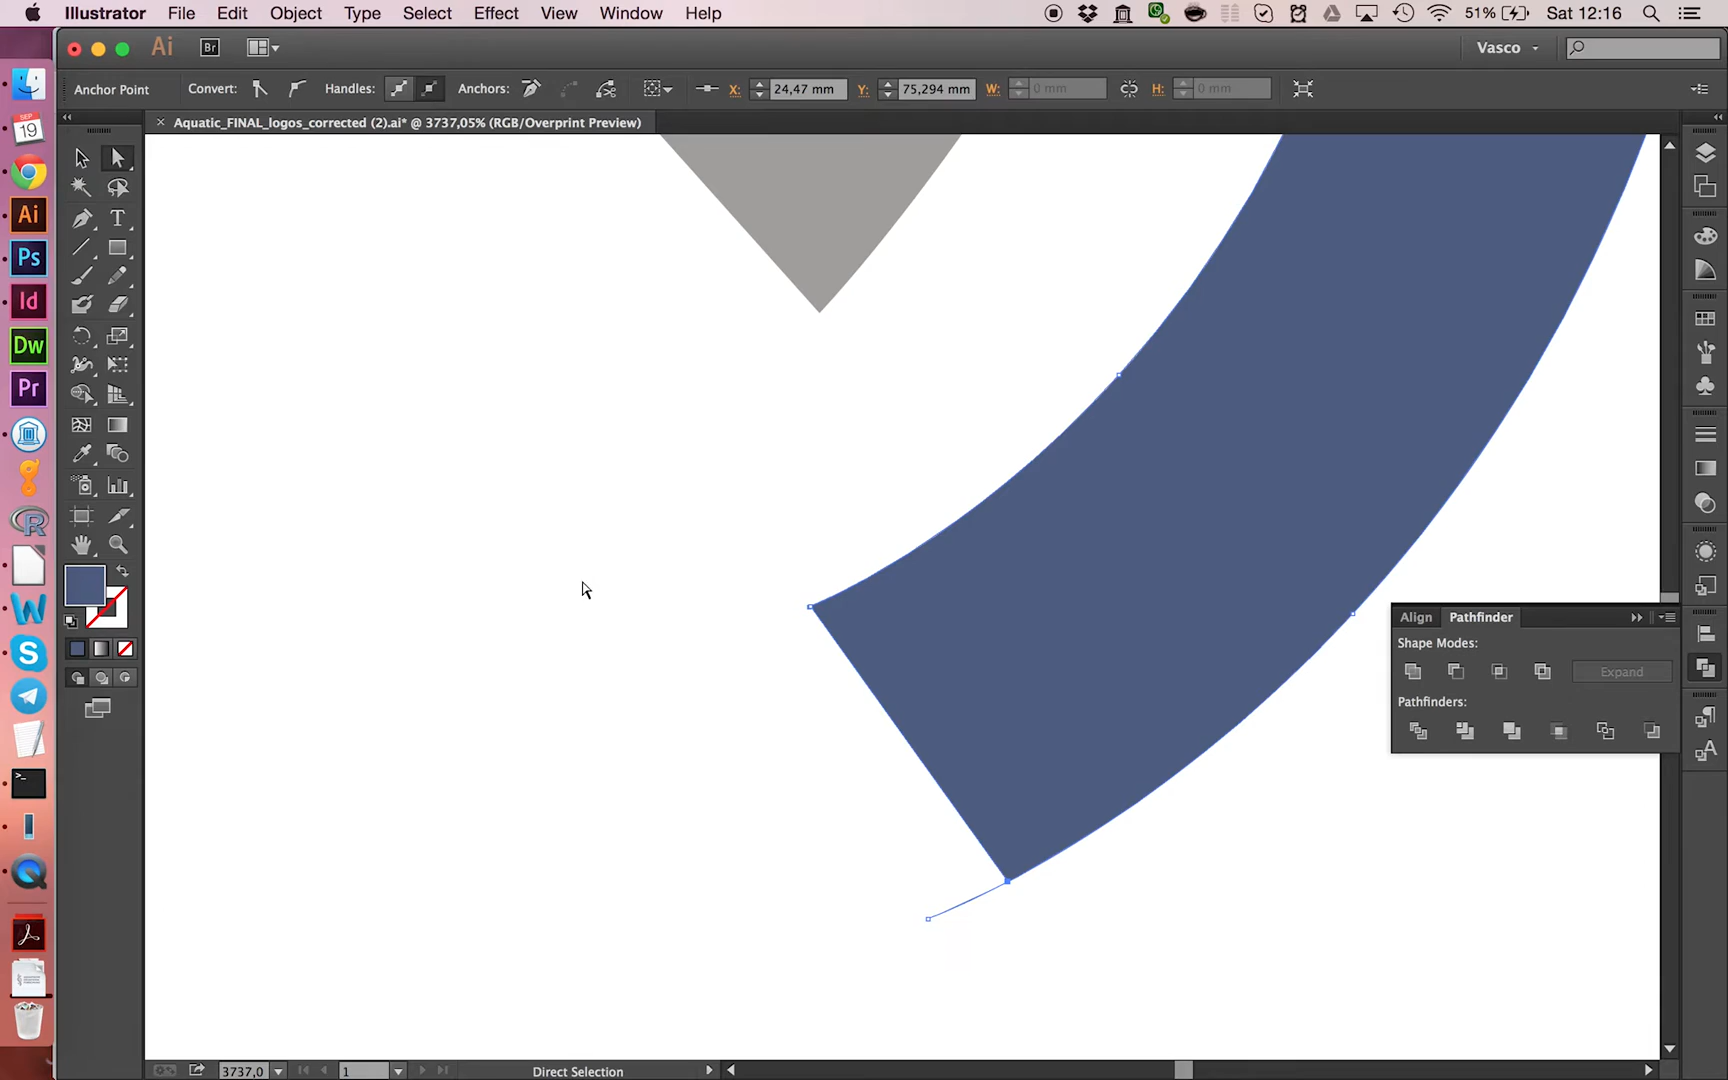 Illustrator File Edit Object Type Select Effect View Window Help 51% Sat 12:16
Ai Br Vasco
Anchor Point Convert: Handles: Anchors: X: 24,47 mm Y: 75,294 mm W: 0 mm H: 0 mm
× Aquatic_FINAL_logos_corrected (2).ai* @ 3737,05% (RGB/Overprint Preview)
SEP
19
Ai
Ps
Id
Dw
Pr
R
W
S
T
A
Align Pathfinder
Shape Modes:
Expand
Pathfinders:
3737,0 1 Direct Selection